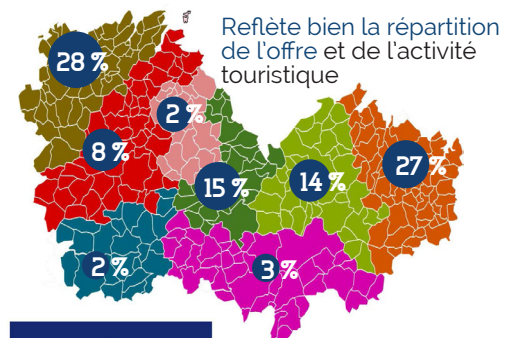 Reflète bien la répartition
de l'offre et de l'activité
touristique
28 %
2 %
8 %
15 %
14 %
27 %
2 %
3 %